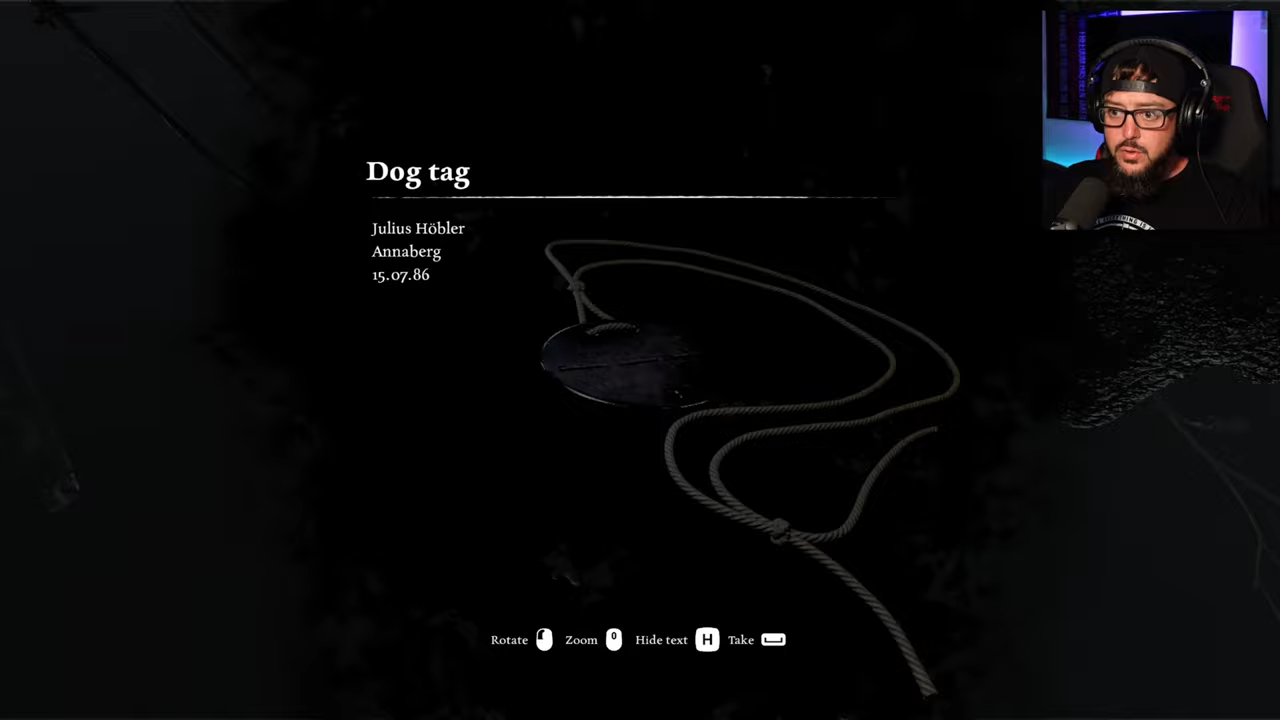 Dog tag
Julius Höbler
Annaberg
15.07.86
Rotate Zoom Hide text H Take